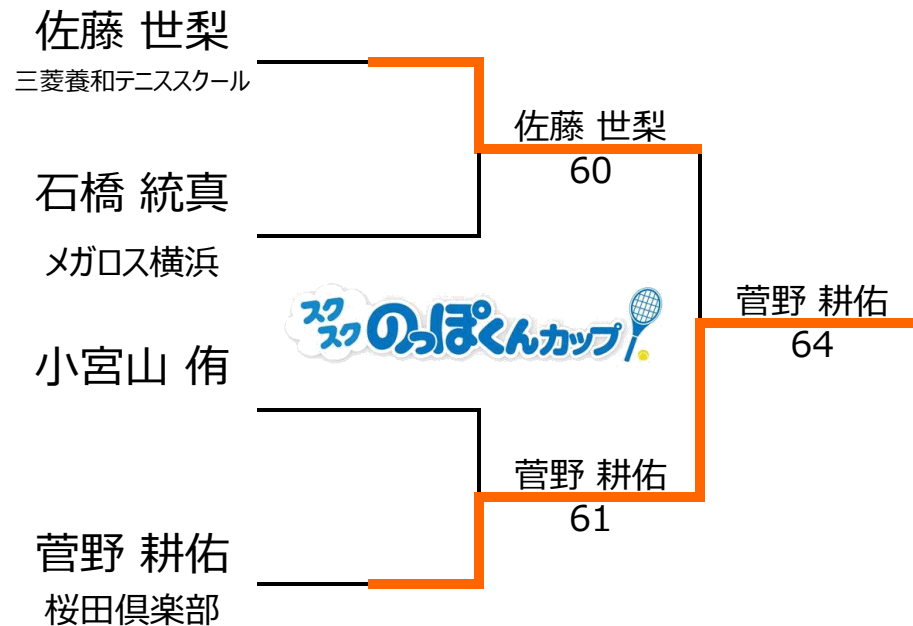 佐藤 世梨
三菱養和テニススクール
佐藤 世梨
60
石橋 統真
メガロス横浜
スク
スク のっぽくんカップ
菅野 耕佑
64
小宮山 侑
菅野 耕佑
61
菅野 耕佑
桜田倶楽部